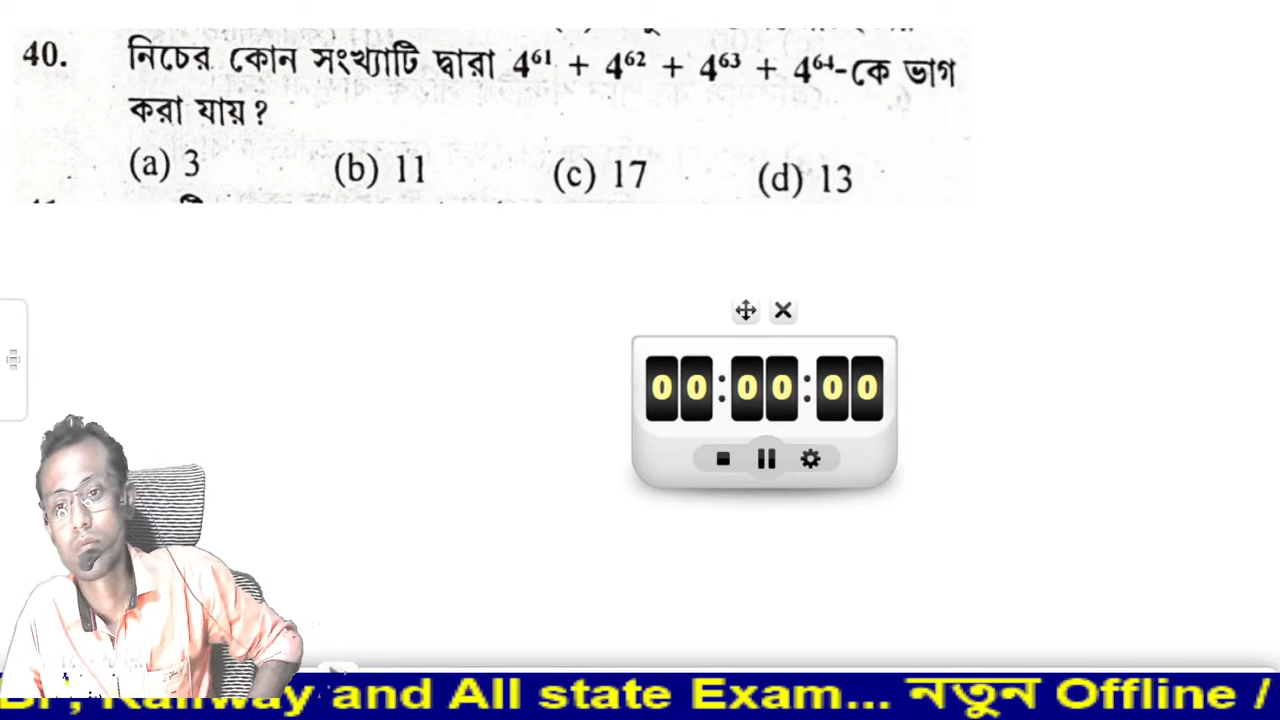 40. নিচের কোন সংখ্যাটি দ্বারা 4⁶¹ + 4⁶² + 4⁶³ + 4⁶⁴-কে ভাগ
করা যায় ?
(a) 3 (b) 11 (c) 17 (d) 13
00:00:00
Railway and All state Exam... নতুন Offline /